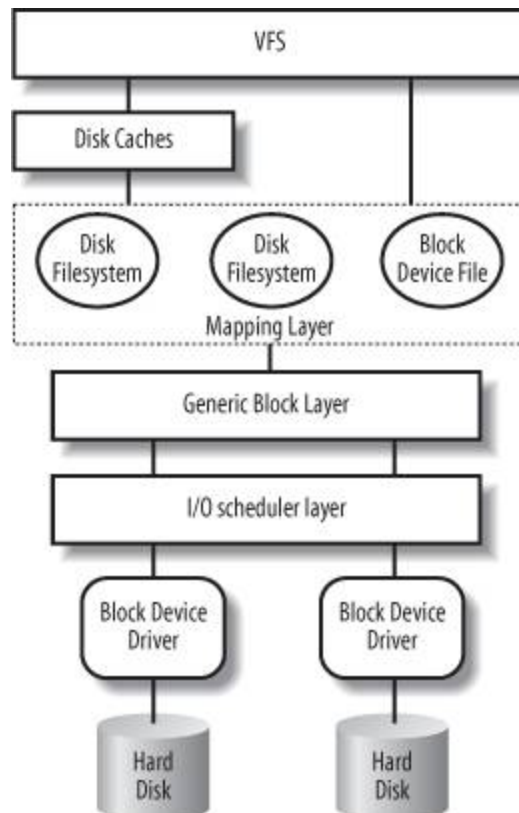 VFS
Disk Caches
Disk
Filesystem
Disk
Filesystem
Block
Device File
Mapping Layer
Generic Block Layer
I/O scheduler layer
Block Device
Driver
Block Device
Driver
Hard
Disk
Hard
Disk